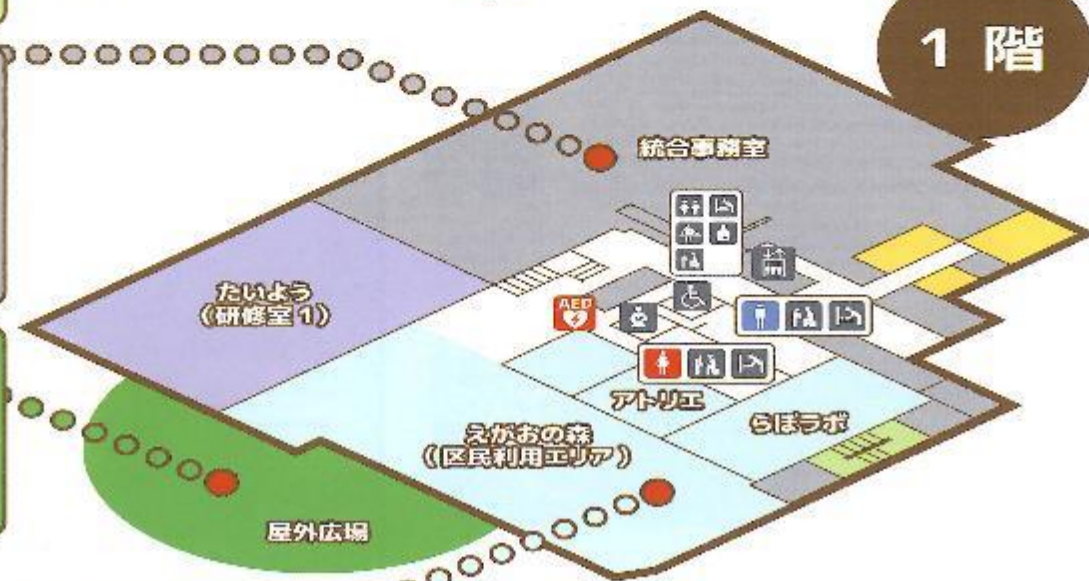 1 階
統合事務室
たいよう
(研修室1)
AED
アトリエ
らぼラボ
えがおの森
(区民利用エリア)
屋外広場